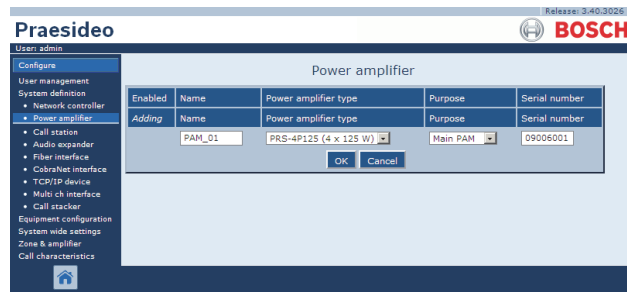 Release: 3.40.3026
Praesideo
BOSCH
User: admin
Configure
User management
System definition
• Network controller
• Power amplifier
• Call station
• Audio expander
• Fiber interface
• CobraNet interface
• TCP/IP device
• Multi ch interface
• Call stacker
Equipment configuration
System wide settings
Zone & amplifier
Call characteristics
Power amplifier
Enabled Name Power amplifier type Purpose Serial number
Adding Name Power amplifier type Purpose Serial number
PAM_01 PRS-4P125 (4 x 125 W) Main PAM 09006001
OK Cancel